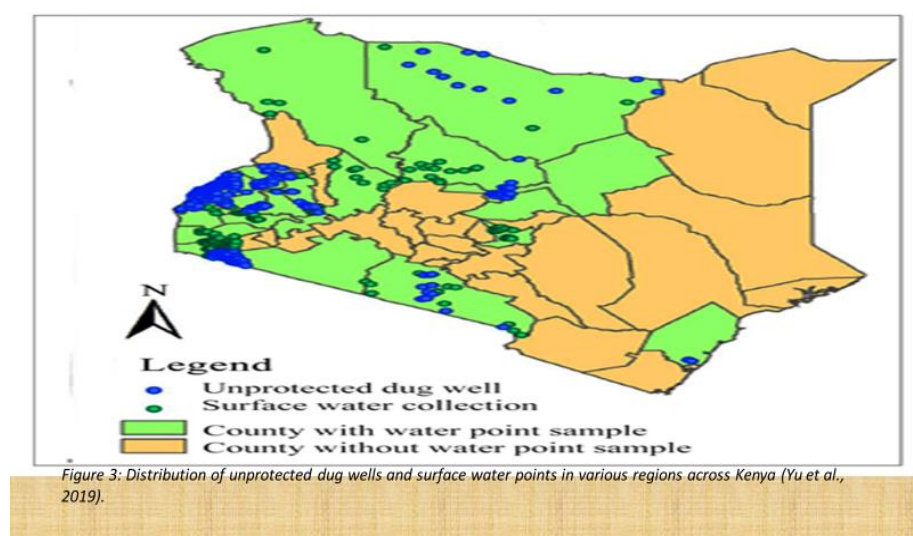 N
Legend
Unprotected dug well
Surface water collection
County with water point sample
County without water point sample
Figure 3: Distribution of unprotected dug wells and surface water points in various regions across Kenya (Yu et al.,
2019).